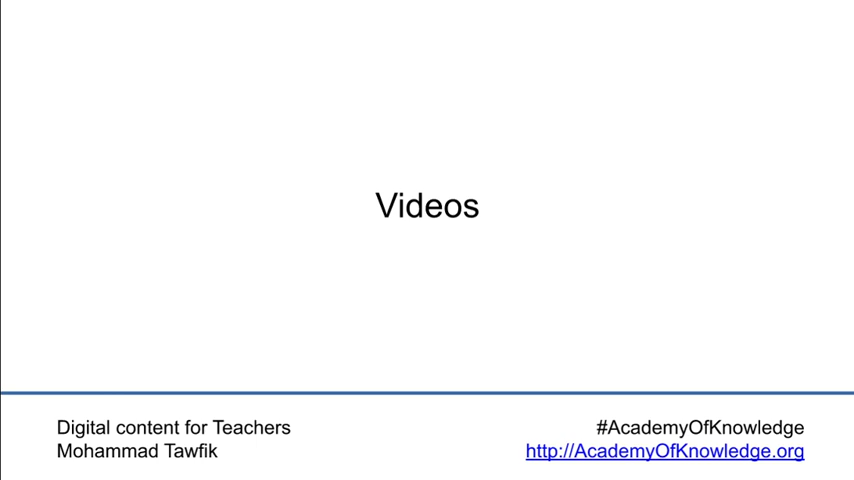 Videos
Digital content for Teachers
Mohammad Tawfik
#AcademyOfKnowledge
http://AcademyOfKnowledge.org